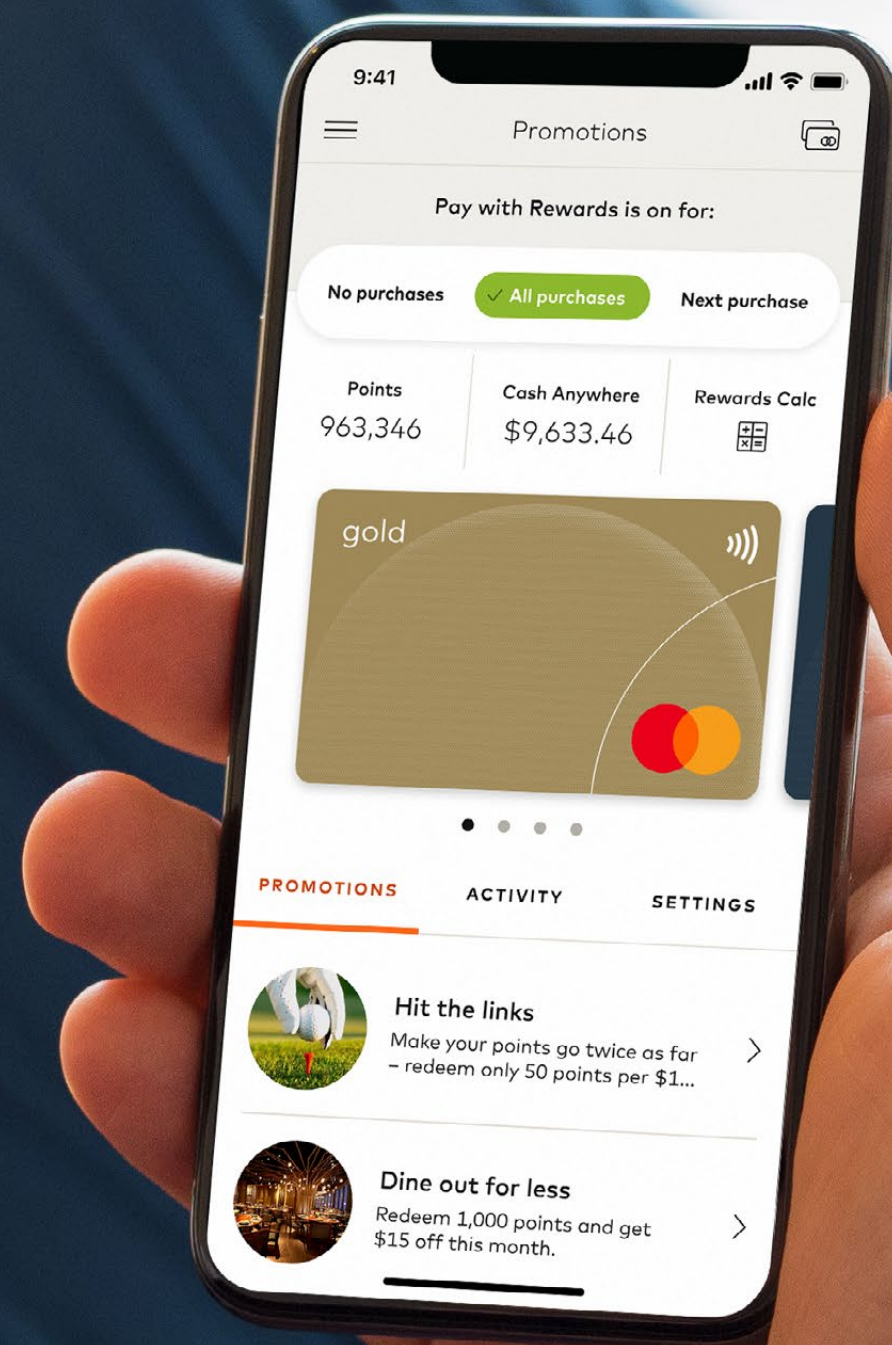 9:41
Promotions
Pay with Rewards is on for:
No purchases
✓ All purchases
Next purchase
Points
Cash Anywhere
Rewards Calc
963,346
$9,633.46
gold
PROMOTIONS
ACTIVITY
SETTINGS
Hit the links
Make your points go twice as far
– redeem only 50 points per $1...
Dine out for less
Redeem 1,000 points and get
$15 off this month.